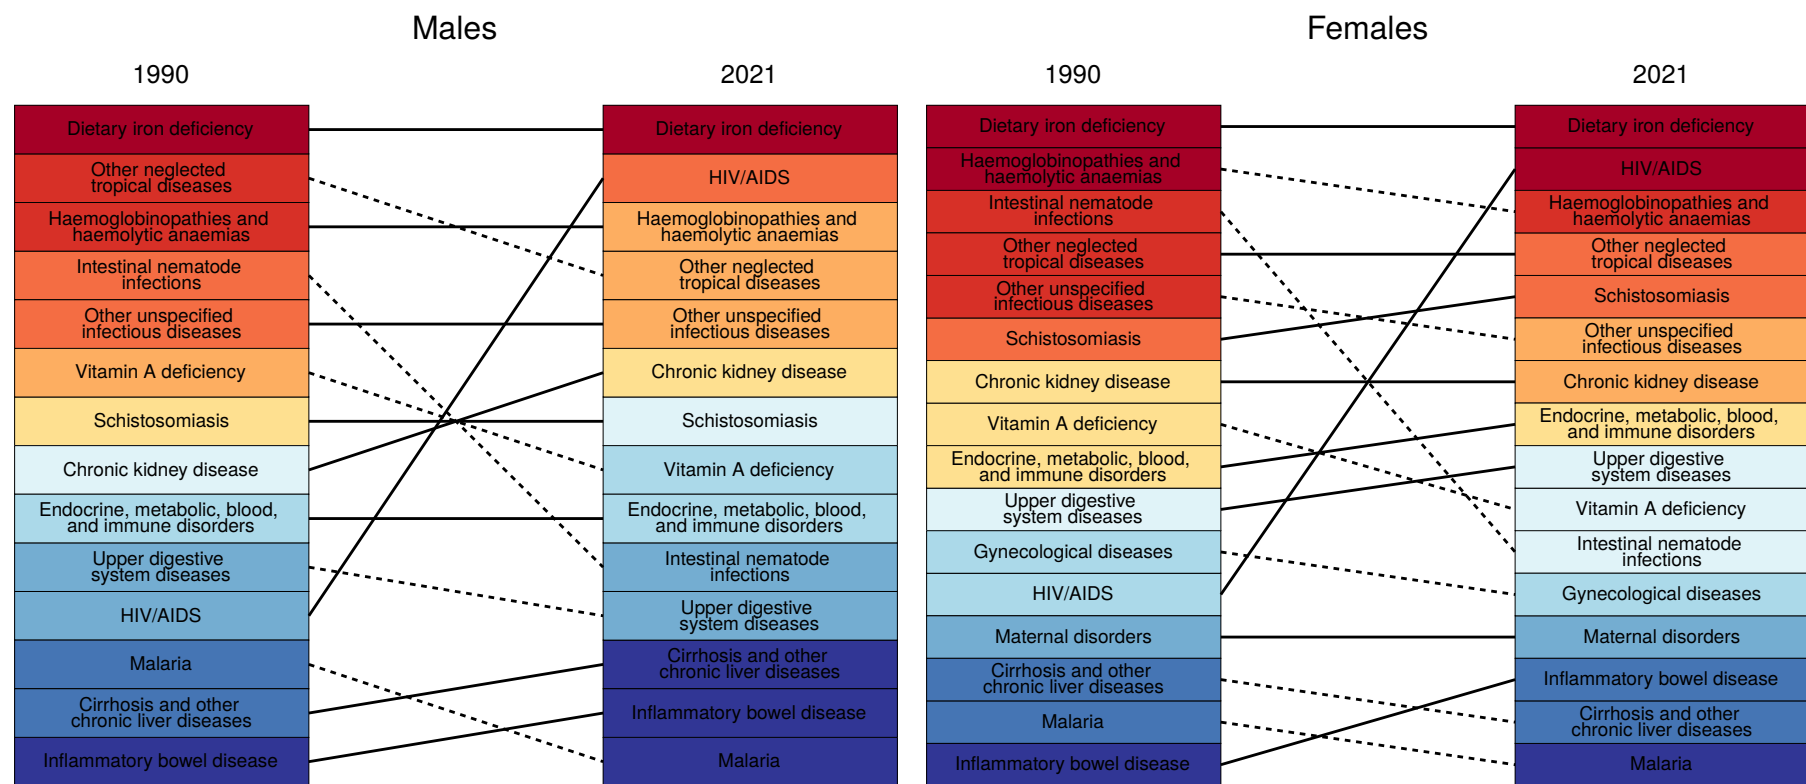 Males
1990
2021
Dietary iron deficiency
Other neglected
tropical diseases
Haemoglobinopathies and
haemolytic anaemias
Intestinal nematode
infections
Other unspecified
infectious diseases
Vitamin A deficiency
Schistosomiasis
Chronic kidney disease
Endocrine, metabolic, blood,
and immune disorders
Upper digestive
system diseases
HIV/AIDS
Malaria
Cirrhosis and other
chronic liver diseases
Inflammatory bowel disease
Dietary iron deficiency
HIV/AIDS
Haemoglobinopathies and
haemolytic anaemias
Other neglected
tropical diseases
Other unspecified
infectious diseases
Chronic kidney disease
Schistosomiasis
Vitamin A deficiency
Endocrine, metabolic, blood,
and immune disorders
Intestinal nematode
infections
Upper digestive
system diseases
Cirrhosis and other
chronic liver diseases
Inflammatory bowel disease
Malaria
Females
1990
2021
Dietary iron deficiency
Haemoglobinopathies and
haemolytic anaemias
Intestinal nematode
infections
Other neglected
tropical diseases
Other unspecified
infectious diseases
Schistosomiasis
Chronic kidney disease
Vitamin A deficiency
Endocrine, metabolic, blood,
and immune disorders
Upper digestive
system diseases
Gynecological diseases
HIV/AIDS
Maternal disorders
Cirrhosis and other
chronic liver diseases
Malaria
Inflammatory bowel disease
Dietary iron deficiency
HIV/AIDS
Haemoglobinopathies and
haemolytic anaemias
Other neglected
tropical diseases
Schistosomiasis
Other unspecified
infectious diseases
Chronic kidney disease
Endocrine, metabolic, blood,
and immune disorders
Upper digestive
system diseases
Vitamin A deficiency
Intestinal nematode
infections
Gynecological diseases
Maternal disorders
Inflammatory bowel disease
Cirrhosis and other
chronic liver diseases
Malaria